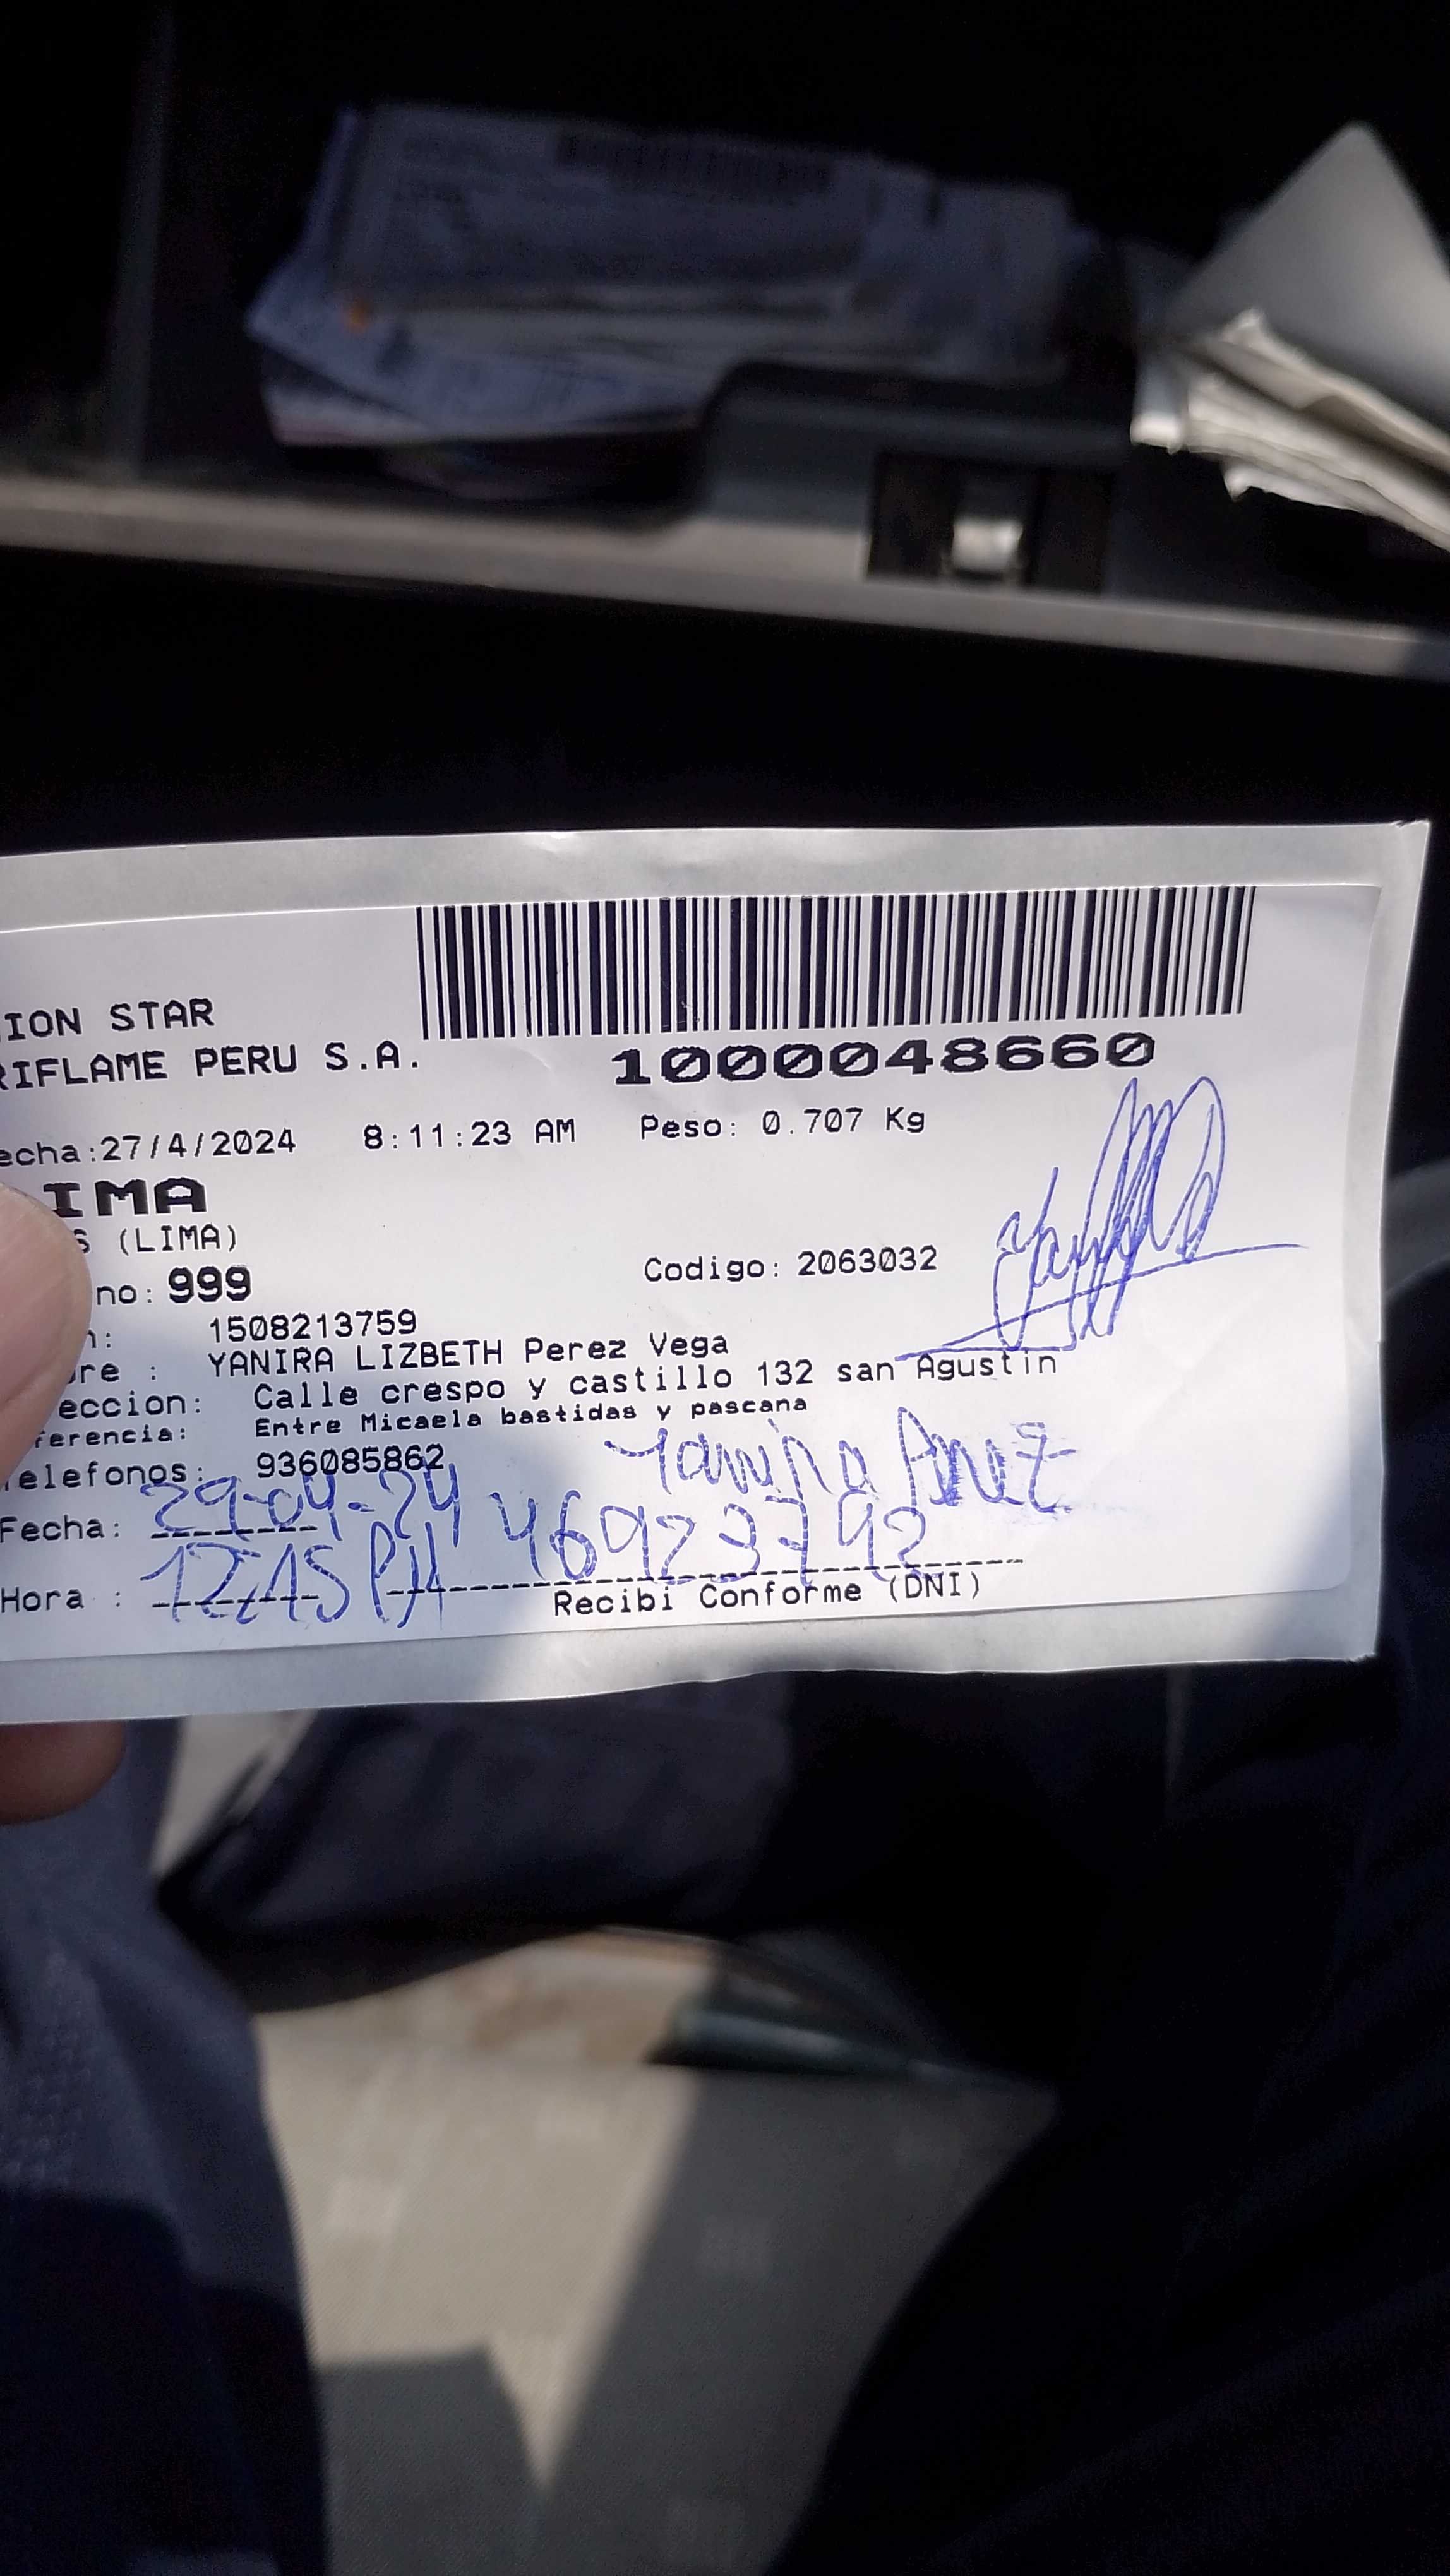 ION STAR
RIFLAME PERU S.A.
1000048660
echa:27/4/2024 8:11:23 AM Peso: 0.707 Kg
IMA
S (LIMA)
no: 999 Codigo: 2063032
n: 1508213759
re : YANIRA LIZBETH Perez Vega
eccion: Calle crespo y castillo 132 san Agustin
ferencia: Entre Micaela bastidas y pascana
elefonos: 936085862
Yanira Perez
Fecha: 29-04-24
Hora : 12:45 PM
Recibi Conforme (DNI)